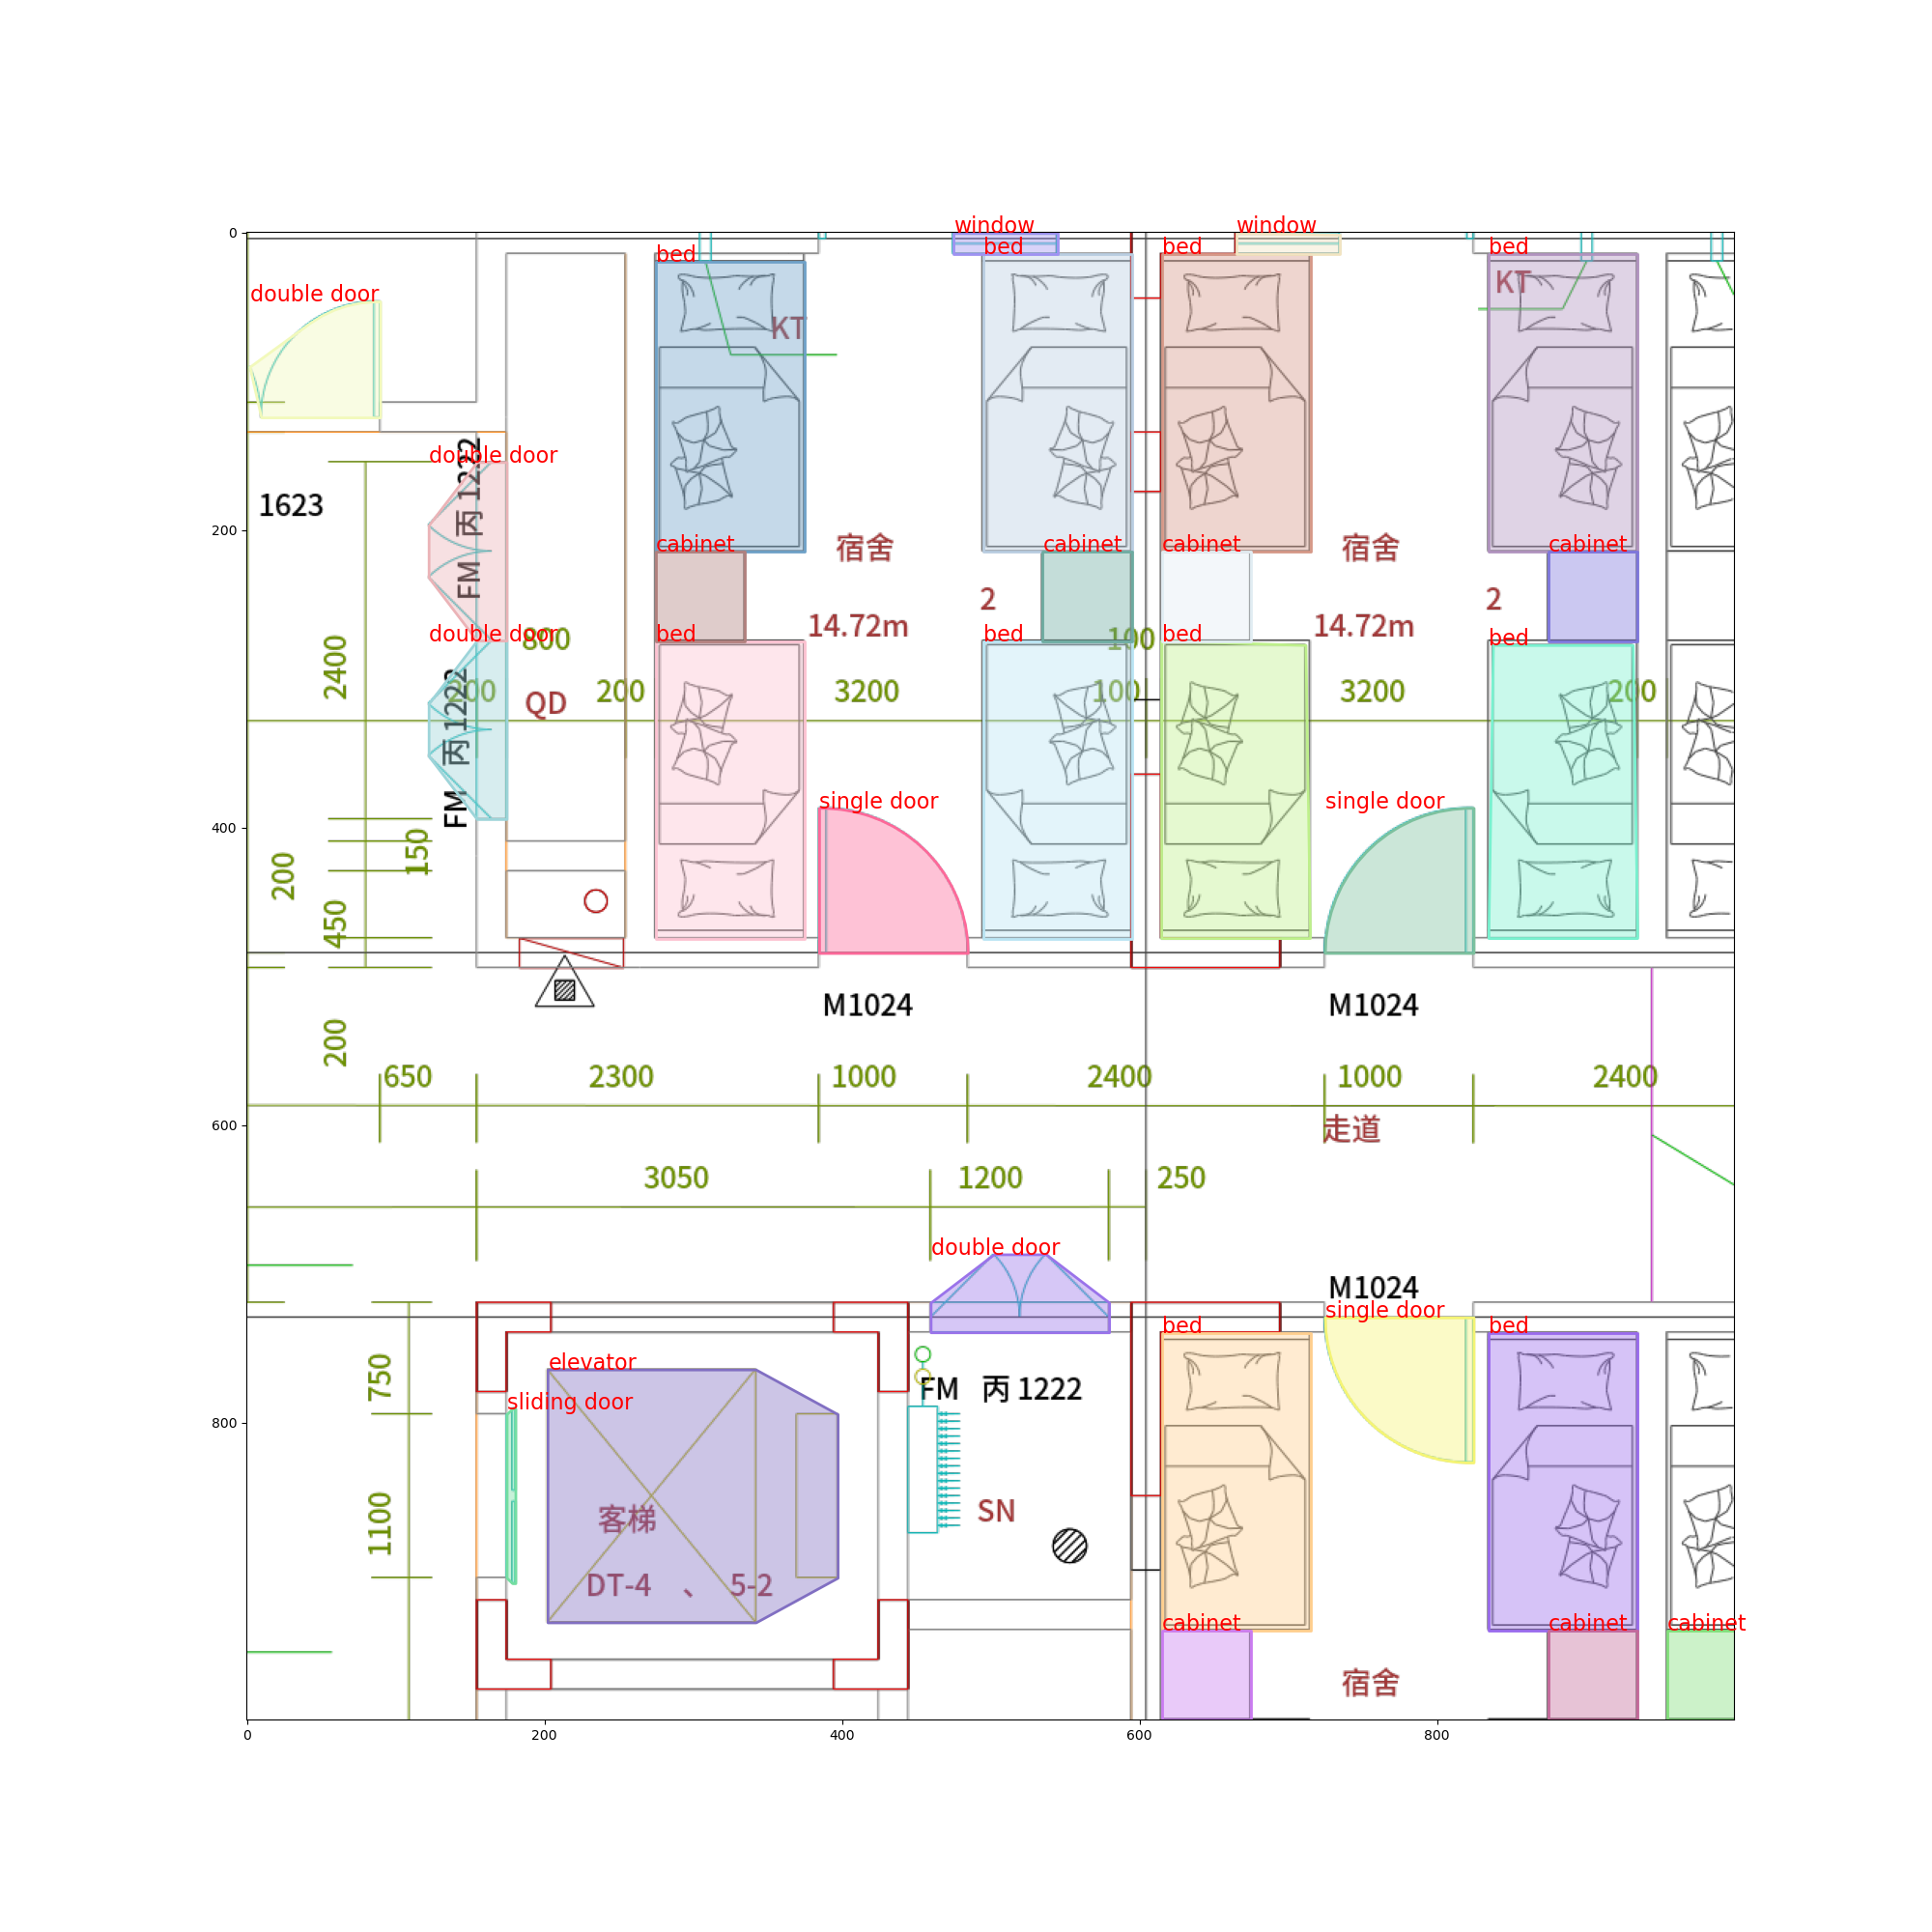 window
window
0
bed
bed
bed
bed
KT
double door
KT
double door
FM 丙 1222
1623
200
cabinet
cabinet
cabinet
cabinet
宿舍
宿舍
2
2
14.72m
14.72m
double door
800
bed
bed
100
bed
bed
2400
200
QD
200
3200
100
3200
200
FM 丙 1222
single door
single door
400
150
200
450
M1024
M1024
200
650
2300
1000
2400
1000
2400
600
走道
3050
1200
250
double door
M1024
single door
bed
bed
elevator
750
FM 丙 1222
sliding door
800
1100
客梯
SN
DT-4 、 5-2
cabinet
cabinet
cabinet
宿舍
0
200
400
600
800